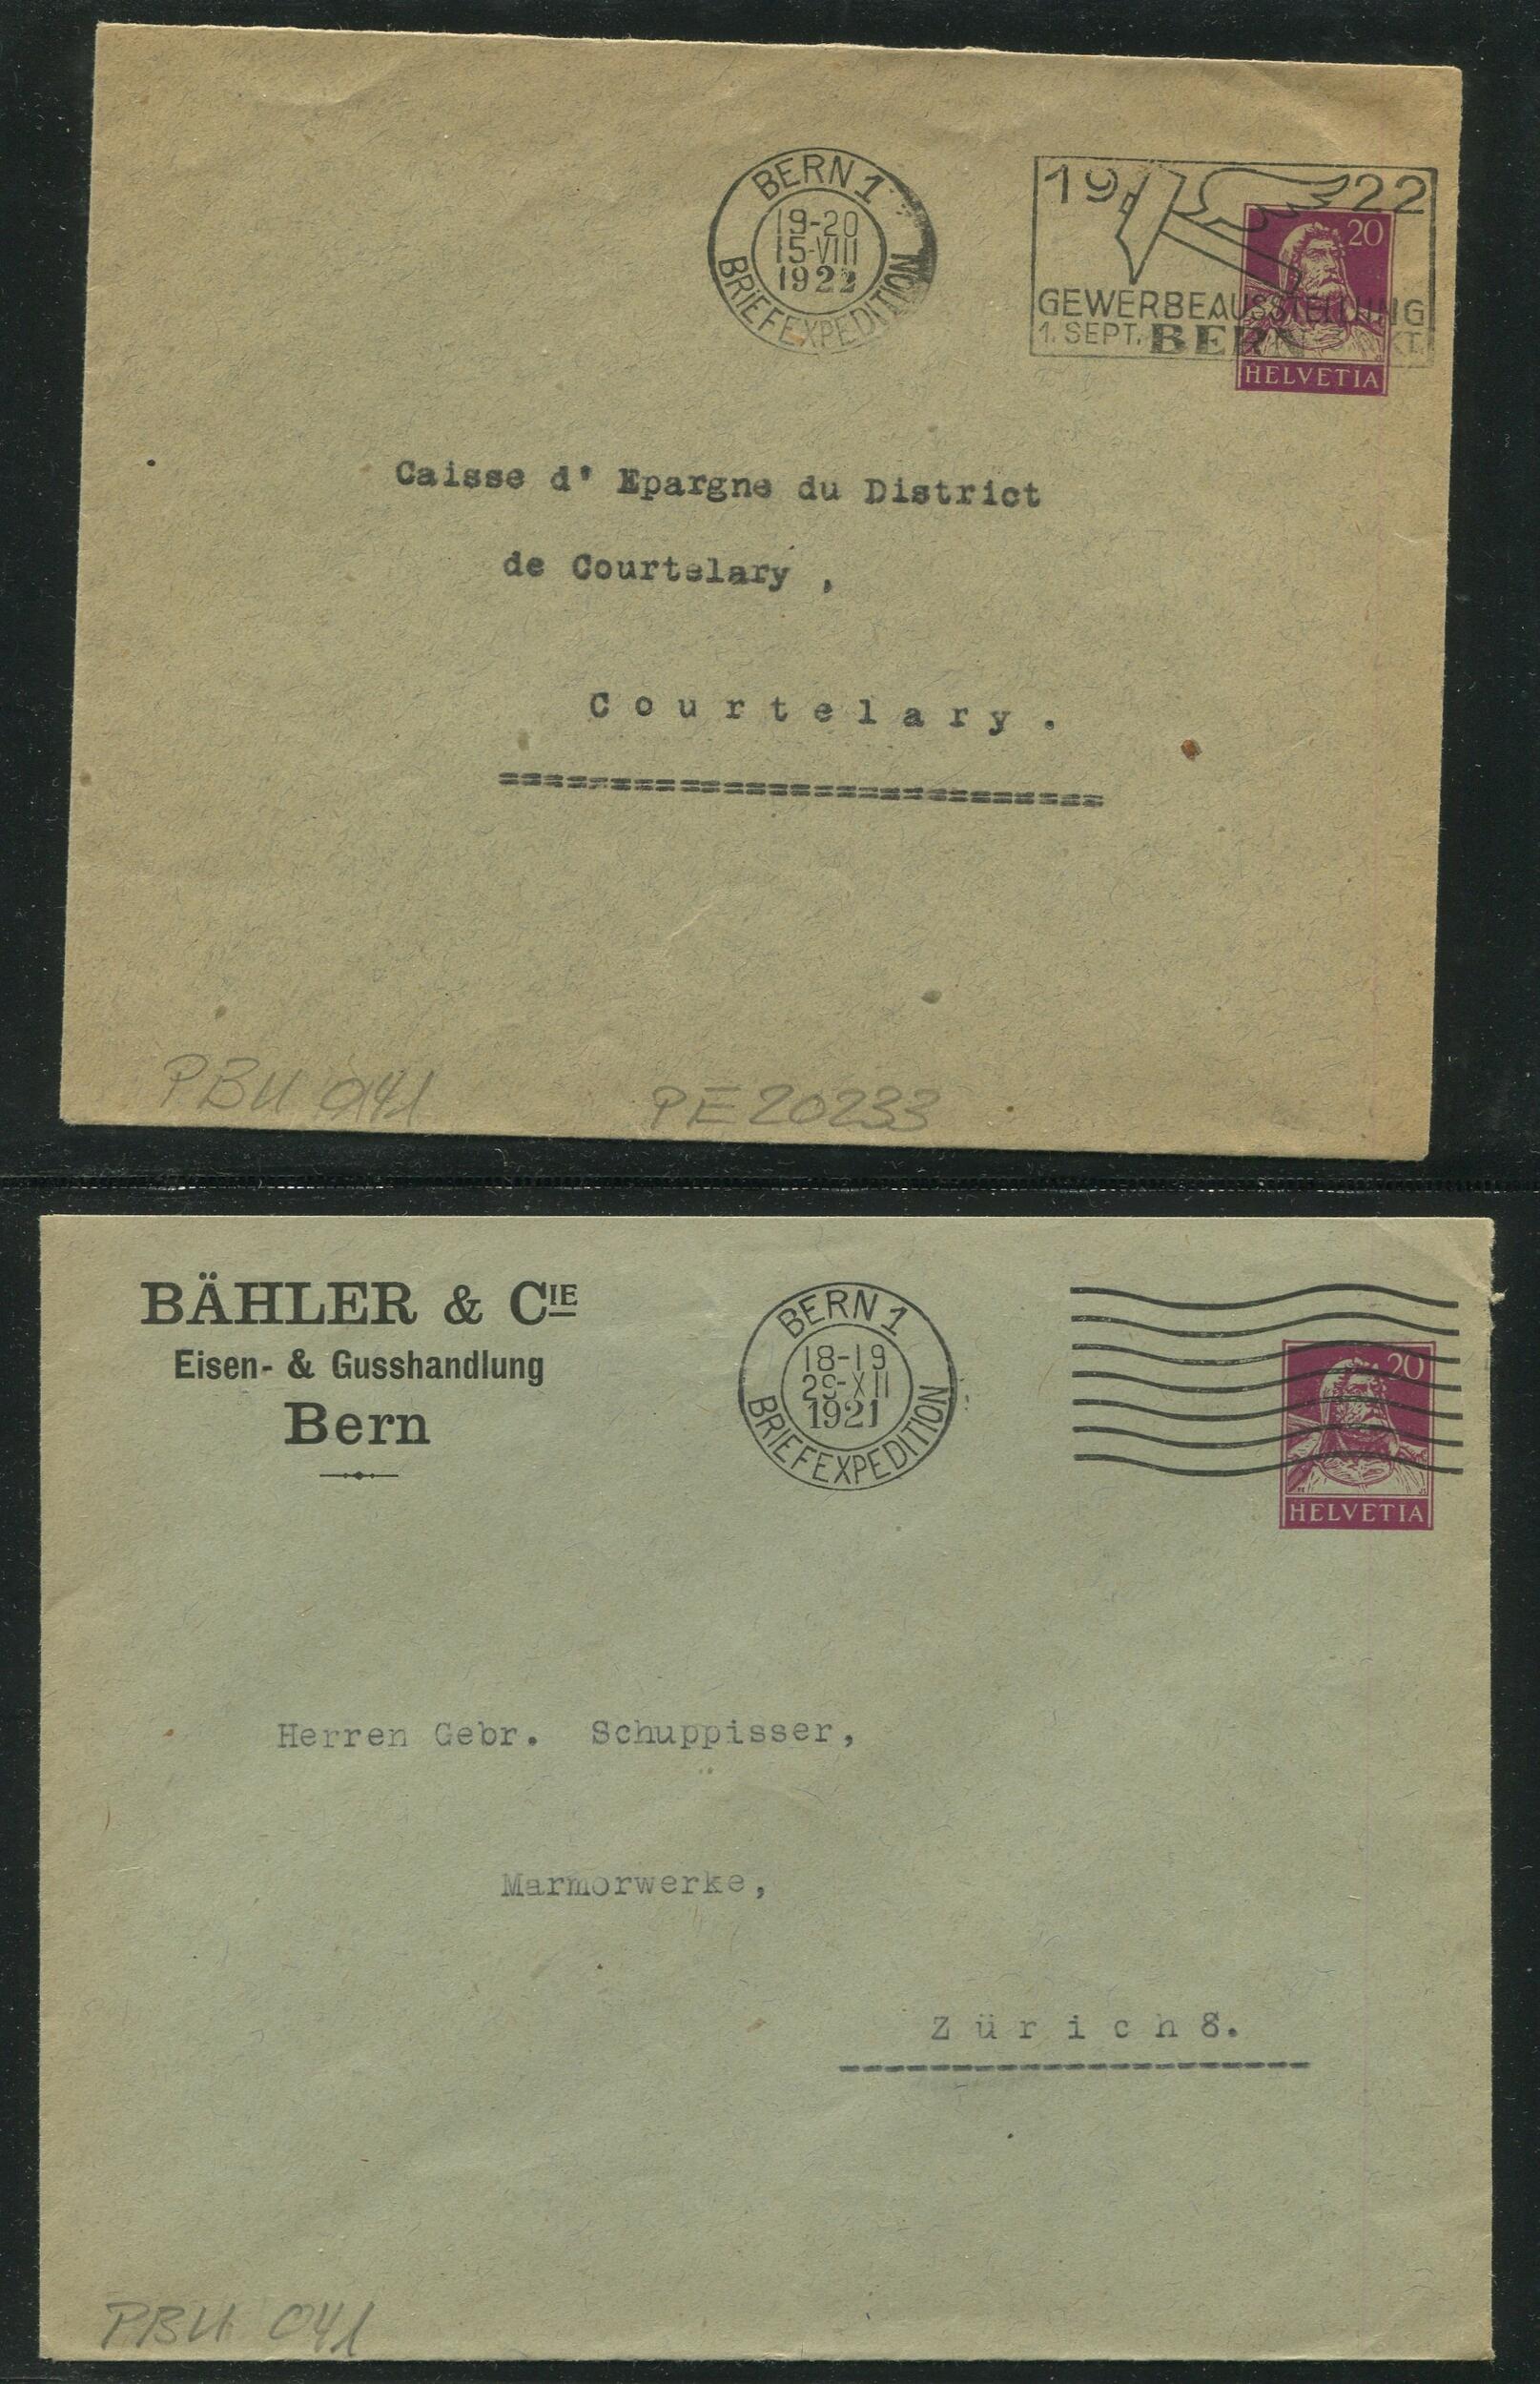 BERN 1
19-20
15-VIII
1922
BRIEFEXPEDITION
19 22
GEWERBEAUSSTELLUNG
1. SEPT. BERN OKT.
20
HELVETIA
Caisse d' Epargne du District
de Courtelary ,
Courtelary.
===========================
PBU 041
PE20233
BÄHLER & CIE
Eisen- & Gusshandlung
Bern
BERN 1
18-19
29-XII
1921
BRIEFEXPEDITION
20
HELVETIA
Herren Gebr. Schuppisser,
Marmorwerke,
Zürich 8.
PBU 041